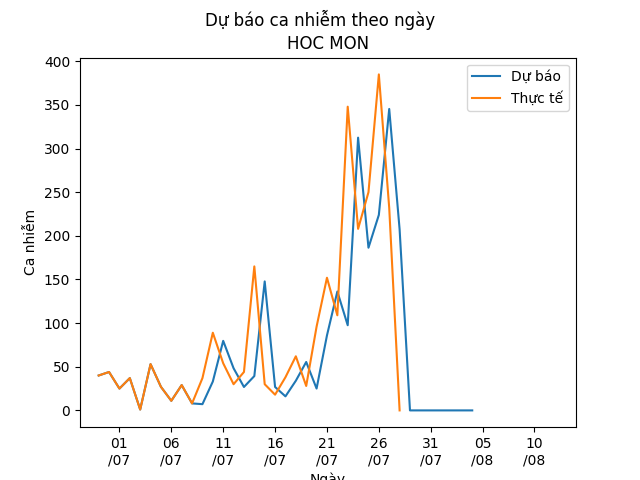 Dự báo ca nhiễm theo ngày
HOC MON
Dự báo
Thực tế
Ca nhiễm
400
350
300
250
200
150
100
50
0
01 06 11 16 21 26 31 05 10
/07 /07 /07 /07 /07 /07 /07 /08 /08
Ngày